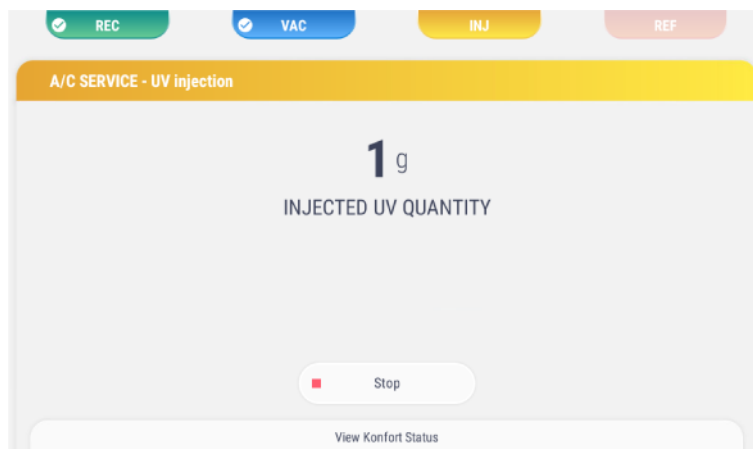 REC VAC INJ REF
A/C SERVICE - UV injection
1 g
INJECTED UV QUANTITY
Stop
View Konfort Status